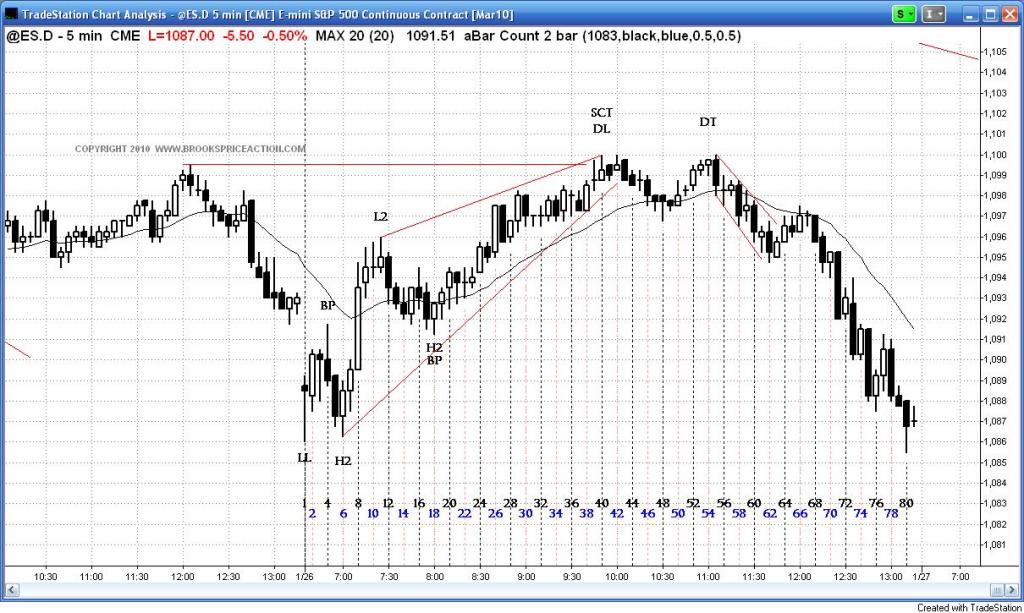 TradeStation Chart Analysis - @ES.D 5 min [CME] E-mini S&P 500 Continuous Contract [Mar10]
S I
@ES.D - 5 min CME L=1087.00 -5.50 -0.50% MAX 20 (20) 1091.51 aBar Count 2 bar (1083,black,blue,0.5,0.5)
1,105
1,104
1,103
1,102
SCT
DL
DT
1,101
COPYRIGHT 2010 WWW.BROOKSPRICEACTION.COM
1,100
1,099
1,098
1,097
L2
1,096
1,095
1,094
1,093
BP
1,092
1,091
H2
BP
1,090
1,089
1,088
1,087
1,086
LL
H2
1,085
1,084
1,083
1 4 8 12 16 20 24 28 32 36 40 44 48 52 56 60 64 68 72 76 80
2 6 10 14 18 22 26 30 34 38 42 46 50 54 58 62 66 70 74 78
1,082
1,081
10:30 11:00 11:30 12:00 12:30 13:00 1/26 7:00 7:30 8:00 8:30 9:00 9:30 10:00 10:30 11:00 11:30 12:00 12:30 13:00 1/27 7:00
Created with TradeStation